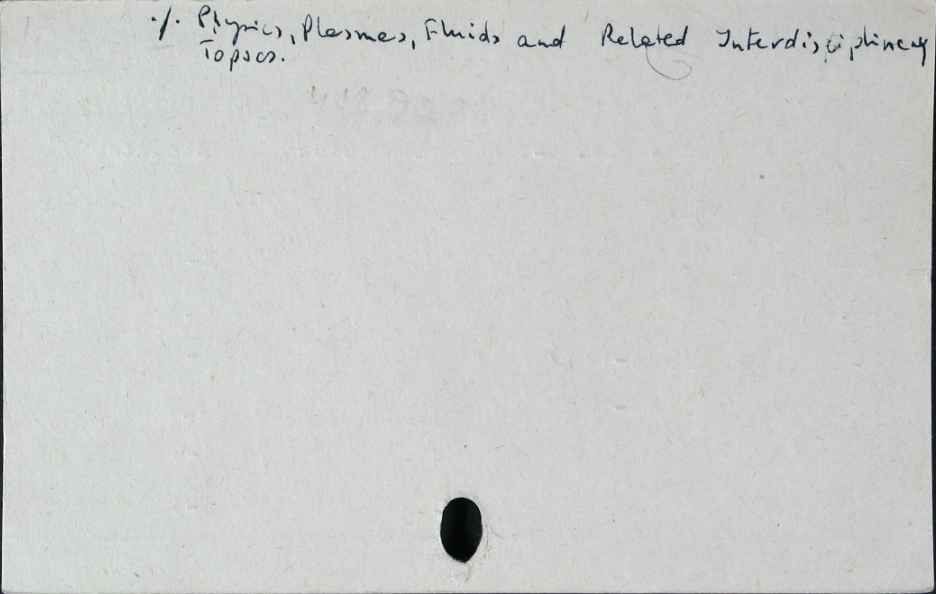 ./. Physics, Plasmas, Fluids and Related Interdisciplinary
Topics.